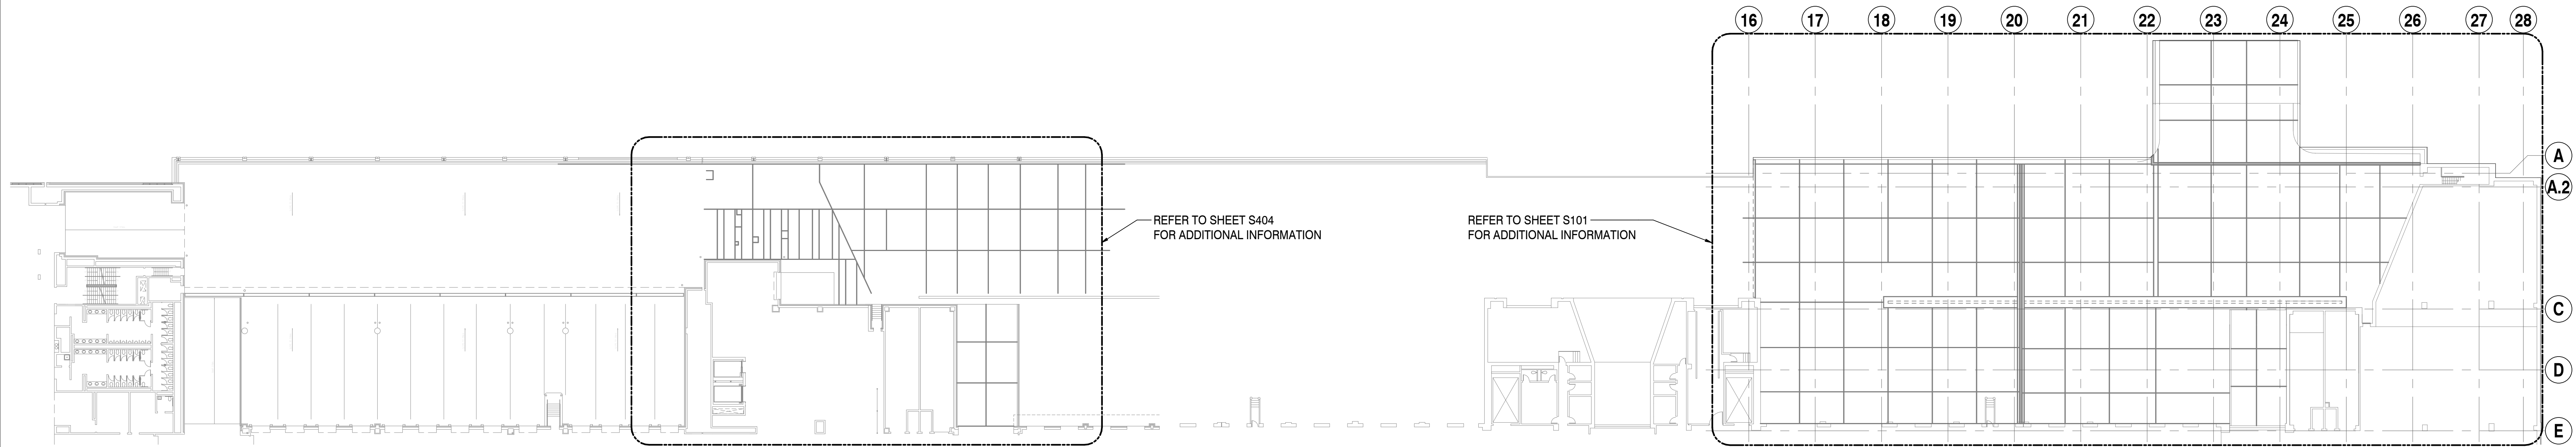 16 17 18 19 20 21 22 23 24 25 26 27 28
A
A.2
REFER TO SHEET S404
FOR ADDITIONAL INFORMATION
REFER TO SHEET S101
FOR ADDITIONAL INFORMATION
C
D
E